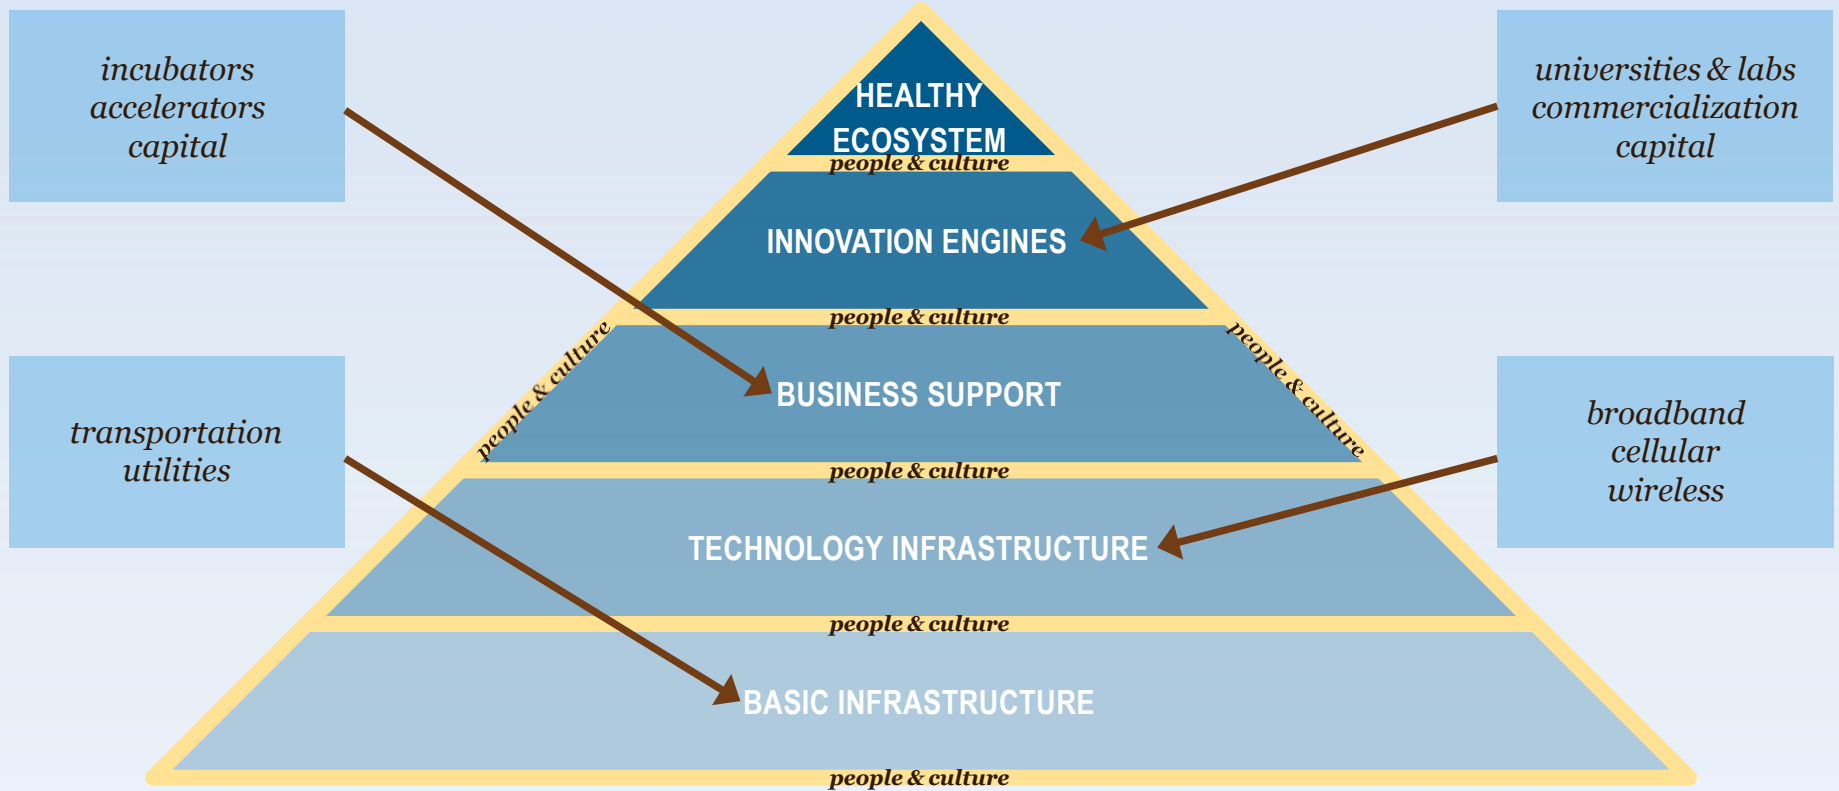 incubators
accelerators
capital
universities & labs
commercialization
capital
HEALTHY
ECOSYSTEM
people & culture
INNOVATION ENGINES
people & culture
people & culture
people & culture
BUSINESS SUPPORT
transportation
utilities
broadband
cellular
wireless
people & culture
TECHNOLOGY INFRASTRUCTURE
people & culture
BASIC INFRASTRUCTURE
people & culture